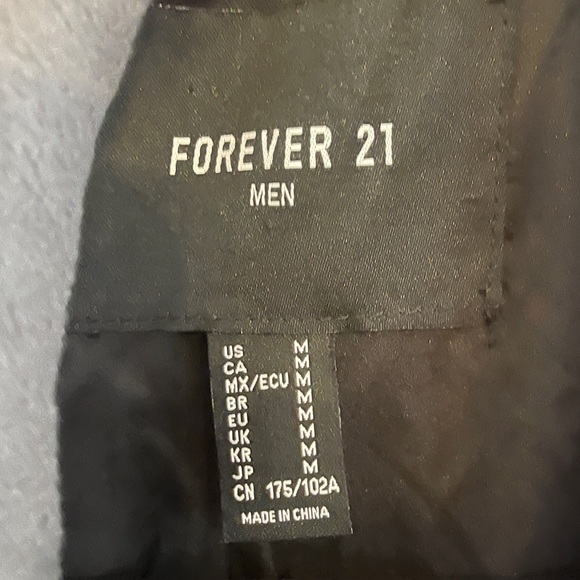 FOREVER 21
MEN
US M
CA M
MX/ECU M
BR M
EU M
UK M
KR M
JP M
CN 175/102A
MADE IN CHINA